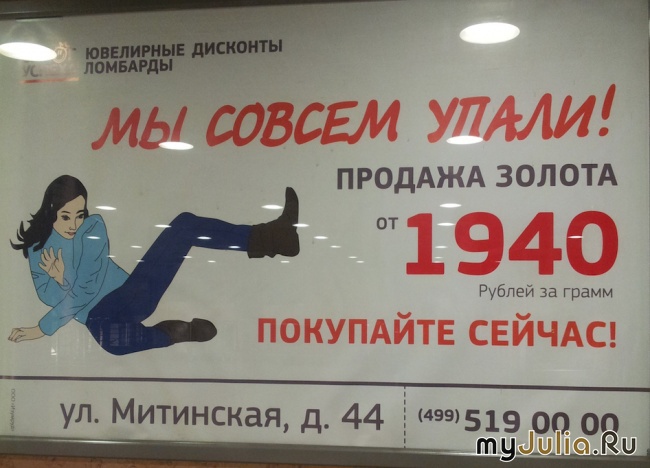 ЮВЕЛИРНЫЕ ДИСКОНТЫ
ЛОМБАРДЫ
МЫ СОВСЕМ УПАЛИ!
ПРОДАЖА ЗОЛОТА
ОТ 1940
Рублей за грамм
ПОКУПАЙТЕ СЕЙЧАС!
ул. Митинская, д. 44
(499) 519 00 00
myJulia.Ru